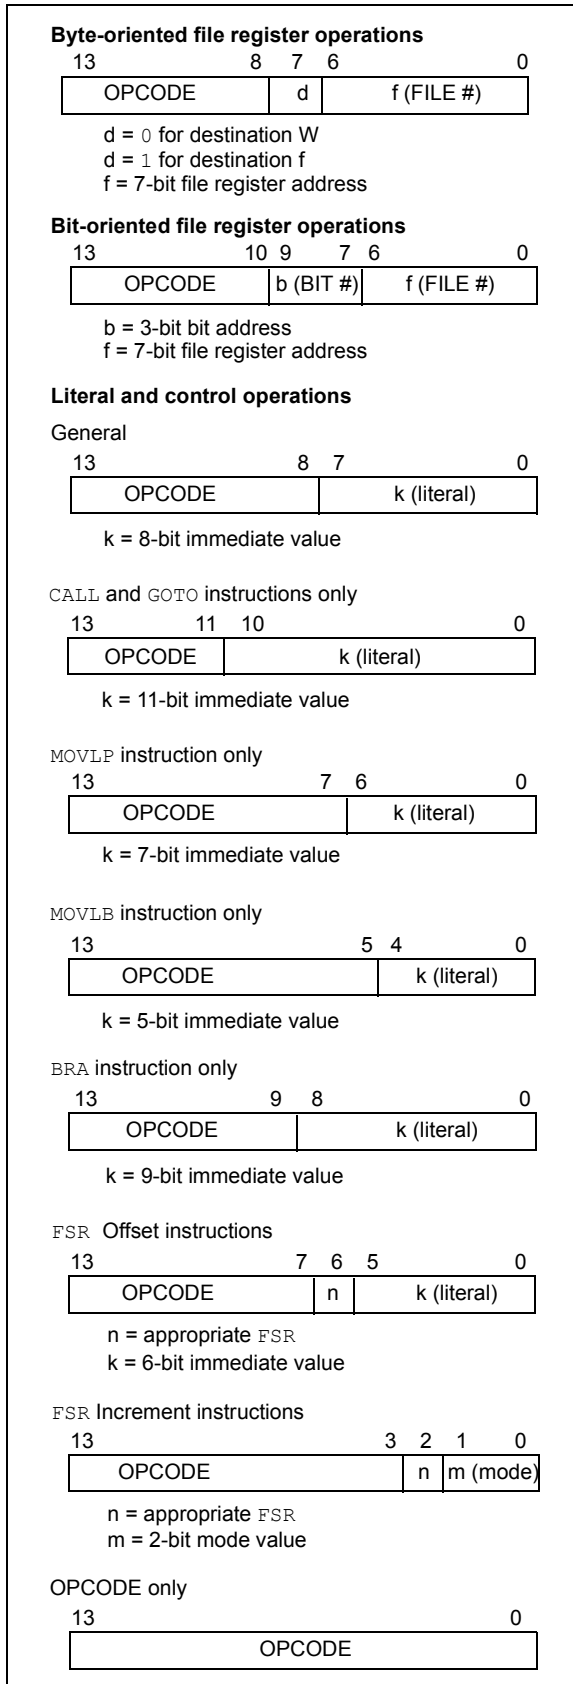 Byte-oriented file register operations
13 8 7 6 0
OPCODE d f (FILE #)
d = 0 for destination W
d = 1 for destination f
f = 7-bit file register address
Bit-oriented file register operations
13 10 9 7 6 0
OPCODE b (BIT #) f (FILE #)
b = 3-bit bit address
f = 7-bit file register address
Literal and control operations
General
13 8 7 0
OPCODE k (literal)
k = 8-bit immediate value
CALL and GOTO instructions only
13 11 10 0
OPCODE k (literal)
k = 11-bit immediate value
MOVLP instruction only
13 7 6 0
OPCODE k (literal)
k = 7-bit immediate value
MOVLB instruction only
13 5 4 0
OPCODE k (literal)
k = 5-bit immediate value
BRA instruction only
13 9 8 0
OPCODE k (literal)
k = 9-bit immediate value
FSR Offset instructions
13 7 6 5 0
OPCODE n k (literal)
n = appropriate FSR
k = 6-bit immediate value
FSR Increment instructions
13 3 2 1 0
OPCODE n m (mode)
n = appropriate FSR
m = 2-bit mode value
OPCODE only
13 0
OPCODE